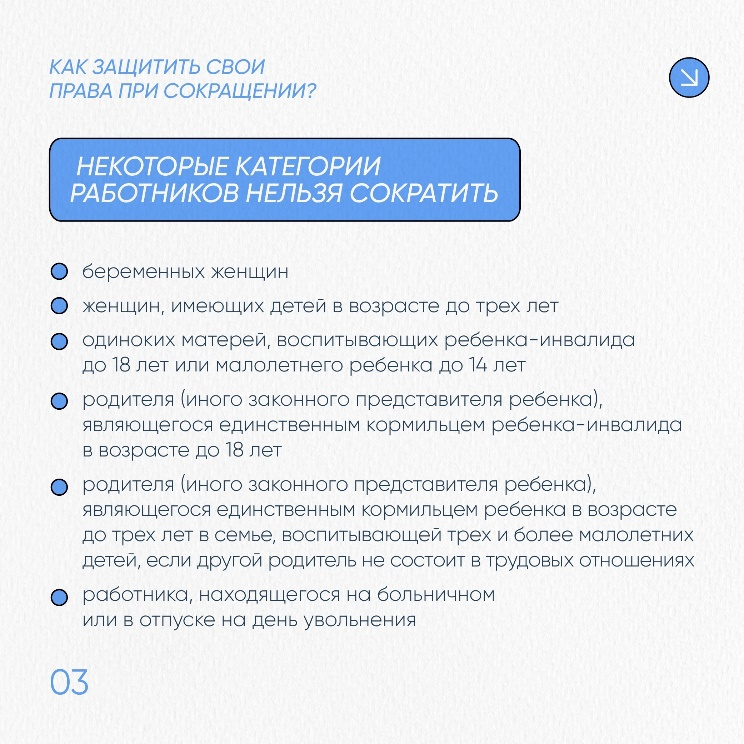 КАК ЗАЩИТИТЬ СВОИ
ПРАВА ПРИ СОКРАЩЕНИИ?
НЕКОТОРЫЕ КАТЕГОРИИ
РАБОТНИКОВ НЕЛЬЗЯ СОКРАТИТЬ
беременных женщин
женщин, имеющих детей в возрасте до трех лет
одиноких матерей, воспитывающих ребенка-инвалида
до 18 лет или малолетнего ребенка до 14 лет
родителя (иного законного представителя ребенка),
являющегося единственным кормильцем ребенка-инвалида
в возрасте до 18 лет
родителя (иного законного представителя ребенка),
являющегося единственным кормильцем ребенка в возрасте
до трех лет в семье, воспитывающей трех и более малолетних
детей, если другой родитель не состоит в трудовых отношениях
работника, находящегося на больничном
или в отпуске на день увольнения
03